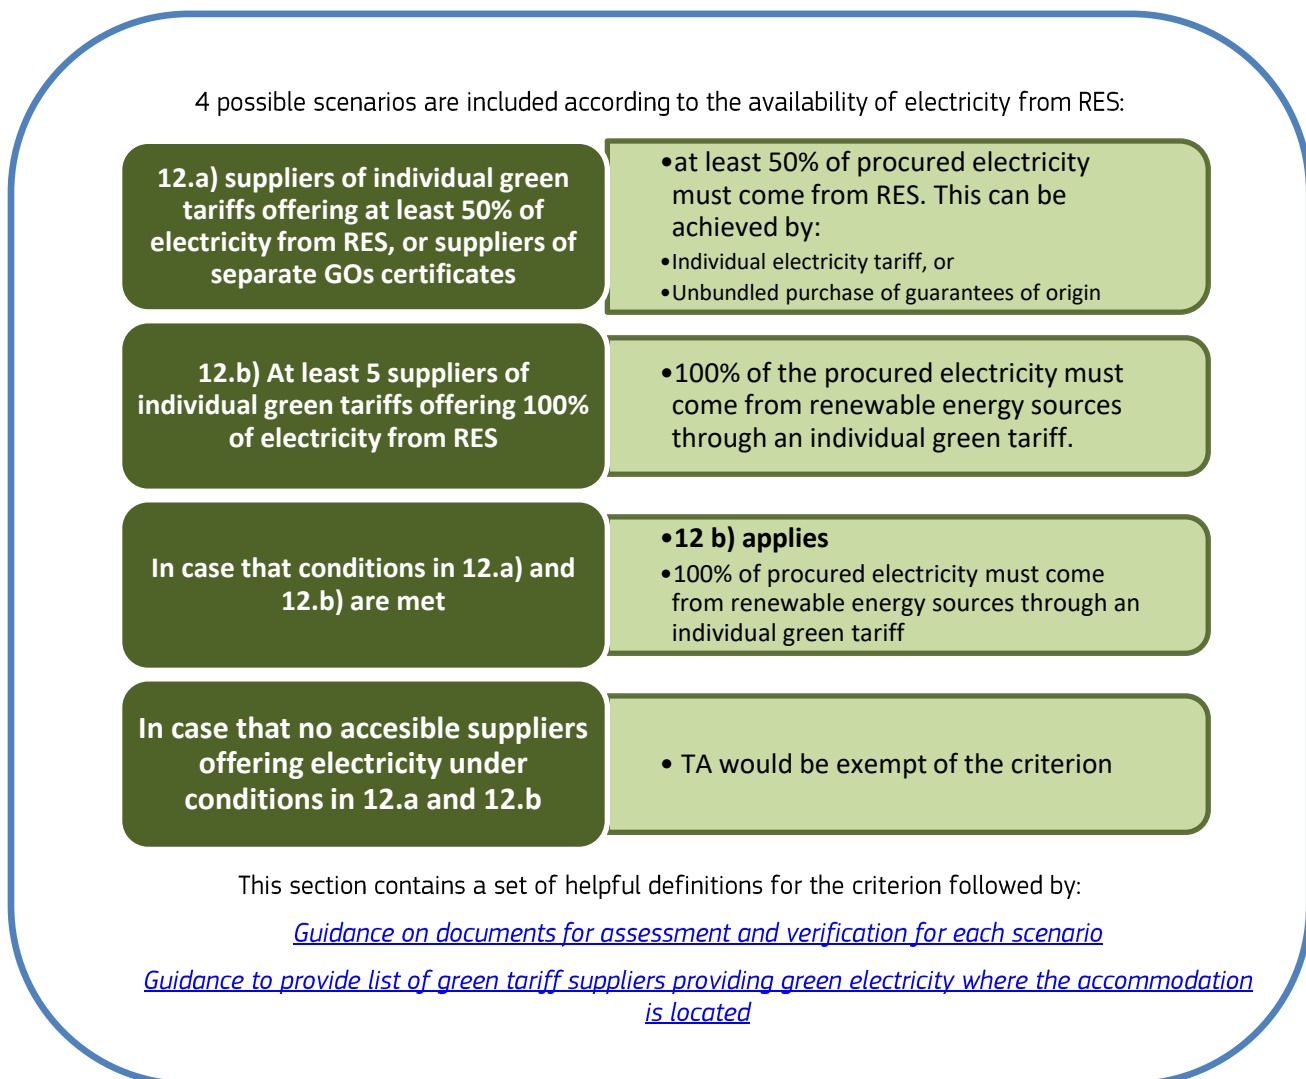 4 possible scenarios are included according to the availability of electricity from RES:
12.a) suppliers of individual green
tariffs offering at least 50% of
electricity from RES, or suppliers of
separate GOs certificates
•at least 50% of procured electricity
must come from RES. This can be
achieved by:
•Individual electricity tariff, or
•Unbundled purchase of guarantees of origin
12.b) At least 5 suppliers of
individual green tariffs offering 100%
of electricity from RES
•100% of the procured electricity must
come from renewable energy sources
through an individual green tariff.
In case that conditions in 12.a) and
12.b) are met
•12 b) applies
•100% of procured electricity must come
from renewable energy sources through an
individual green tariff
In case that no accesible suppliers
offering electricity under
conditions in 12.a and 12.b
• TA would be exempt of the criterion
This section contains a set of helpful definitions for the criterion followed by:
Guidance on documents for assessment and verification for each scenario
Guidance to provide list of green tariff suppliers providing green electricity where the accommodation
is located